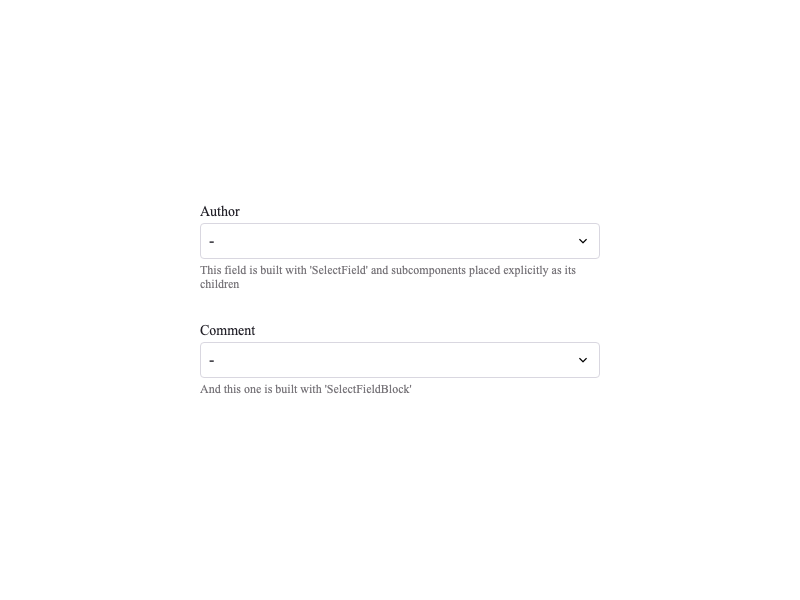 Author
-
This field is built with 'SelectField' and subcomponents placed explicitly as its
children
Comment
-
And this one is built with 'SelectFieldBlock'